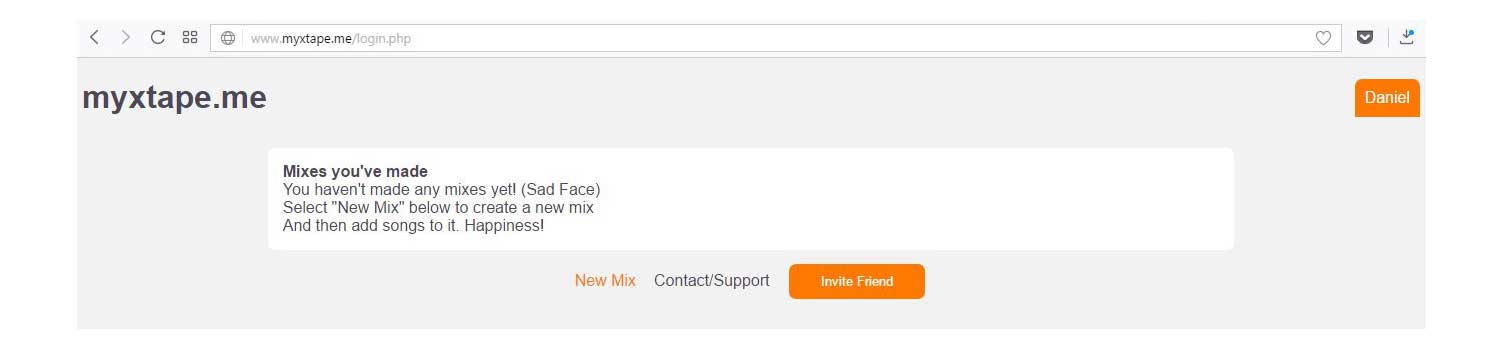 www.myxtape.me/login.php
myxtape.me
Daniel
Mixes you've made
You haven't made any mixes yet! (Sad Face)
Select "New Mix" below to create a new mix
And then add songs to it. Happiness!
New Mix Contact/Support Invite Friend